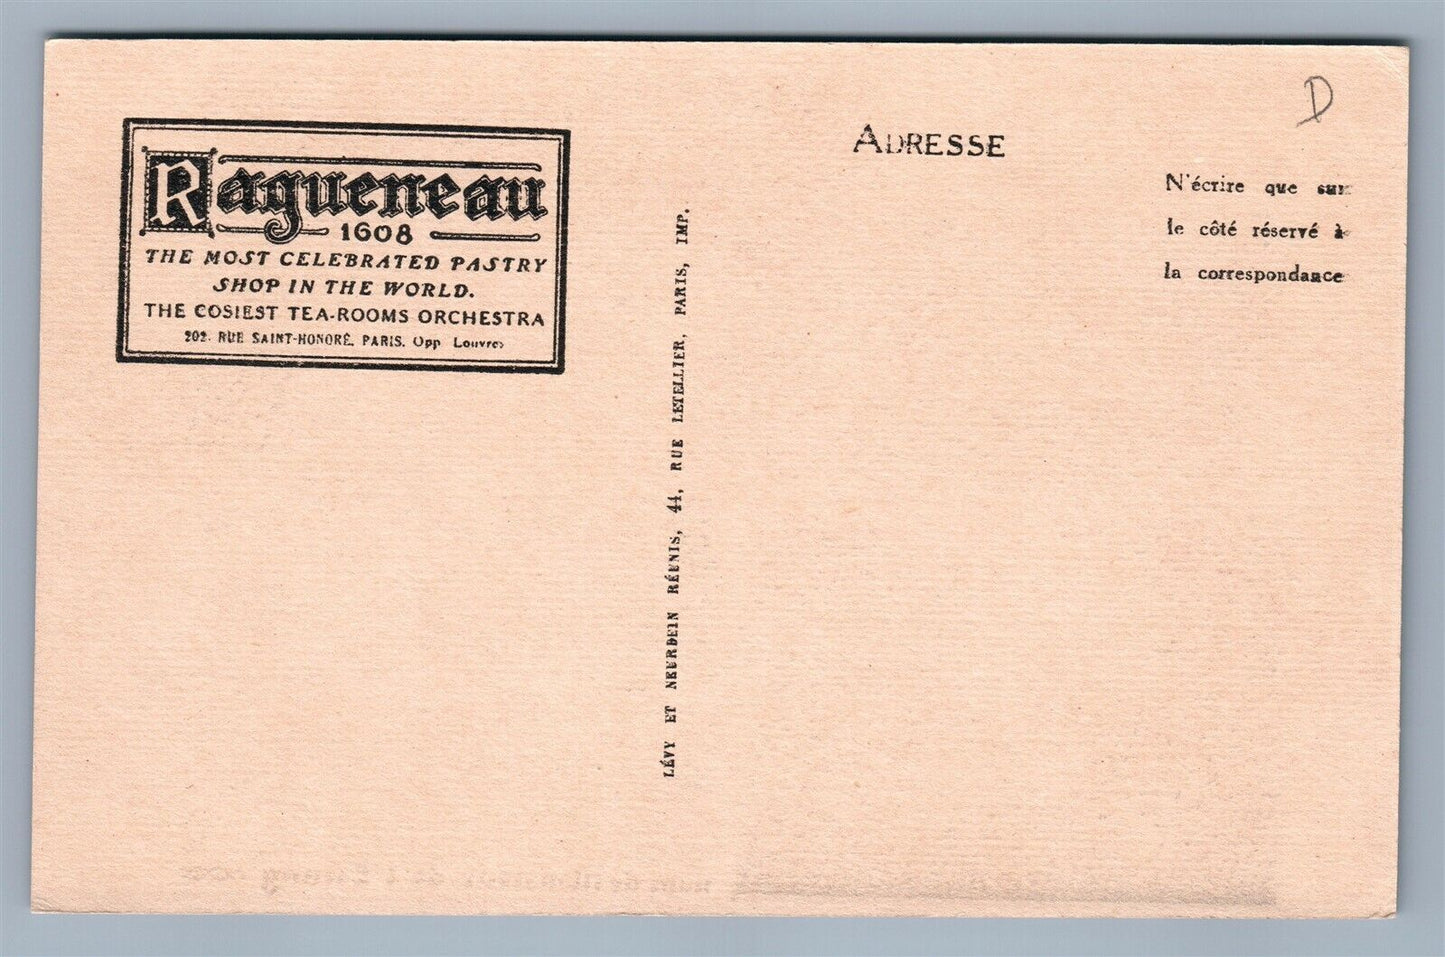 Ragueneau
1608
THE MOST CELEBRATED PASTRY
SHOP IN THE WORLD.
THE COSIEST TEA-ROOMS ORCHESTRA
202. RUE SAINT-HONORÉ. PARIS. Opp Louvre
LÉVY ET NEURDEIN RÉUNIS, 44, RUE LETELLIER, PARIS, IMP.
ADRESSE
D
N'écrire que sur
le côté réservé à
la correspondance